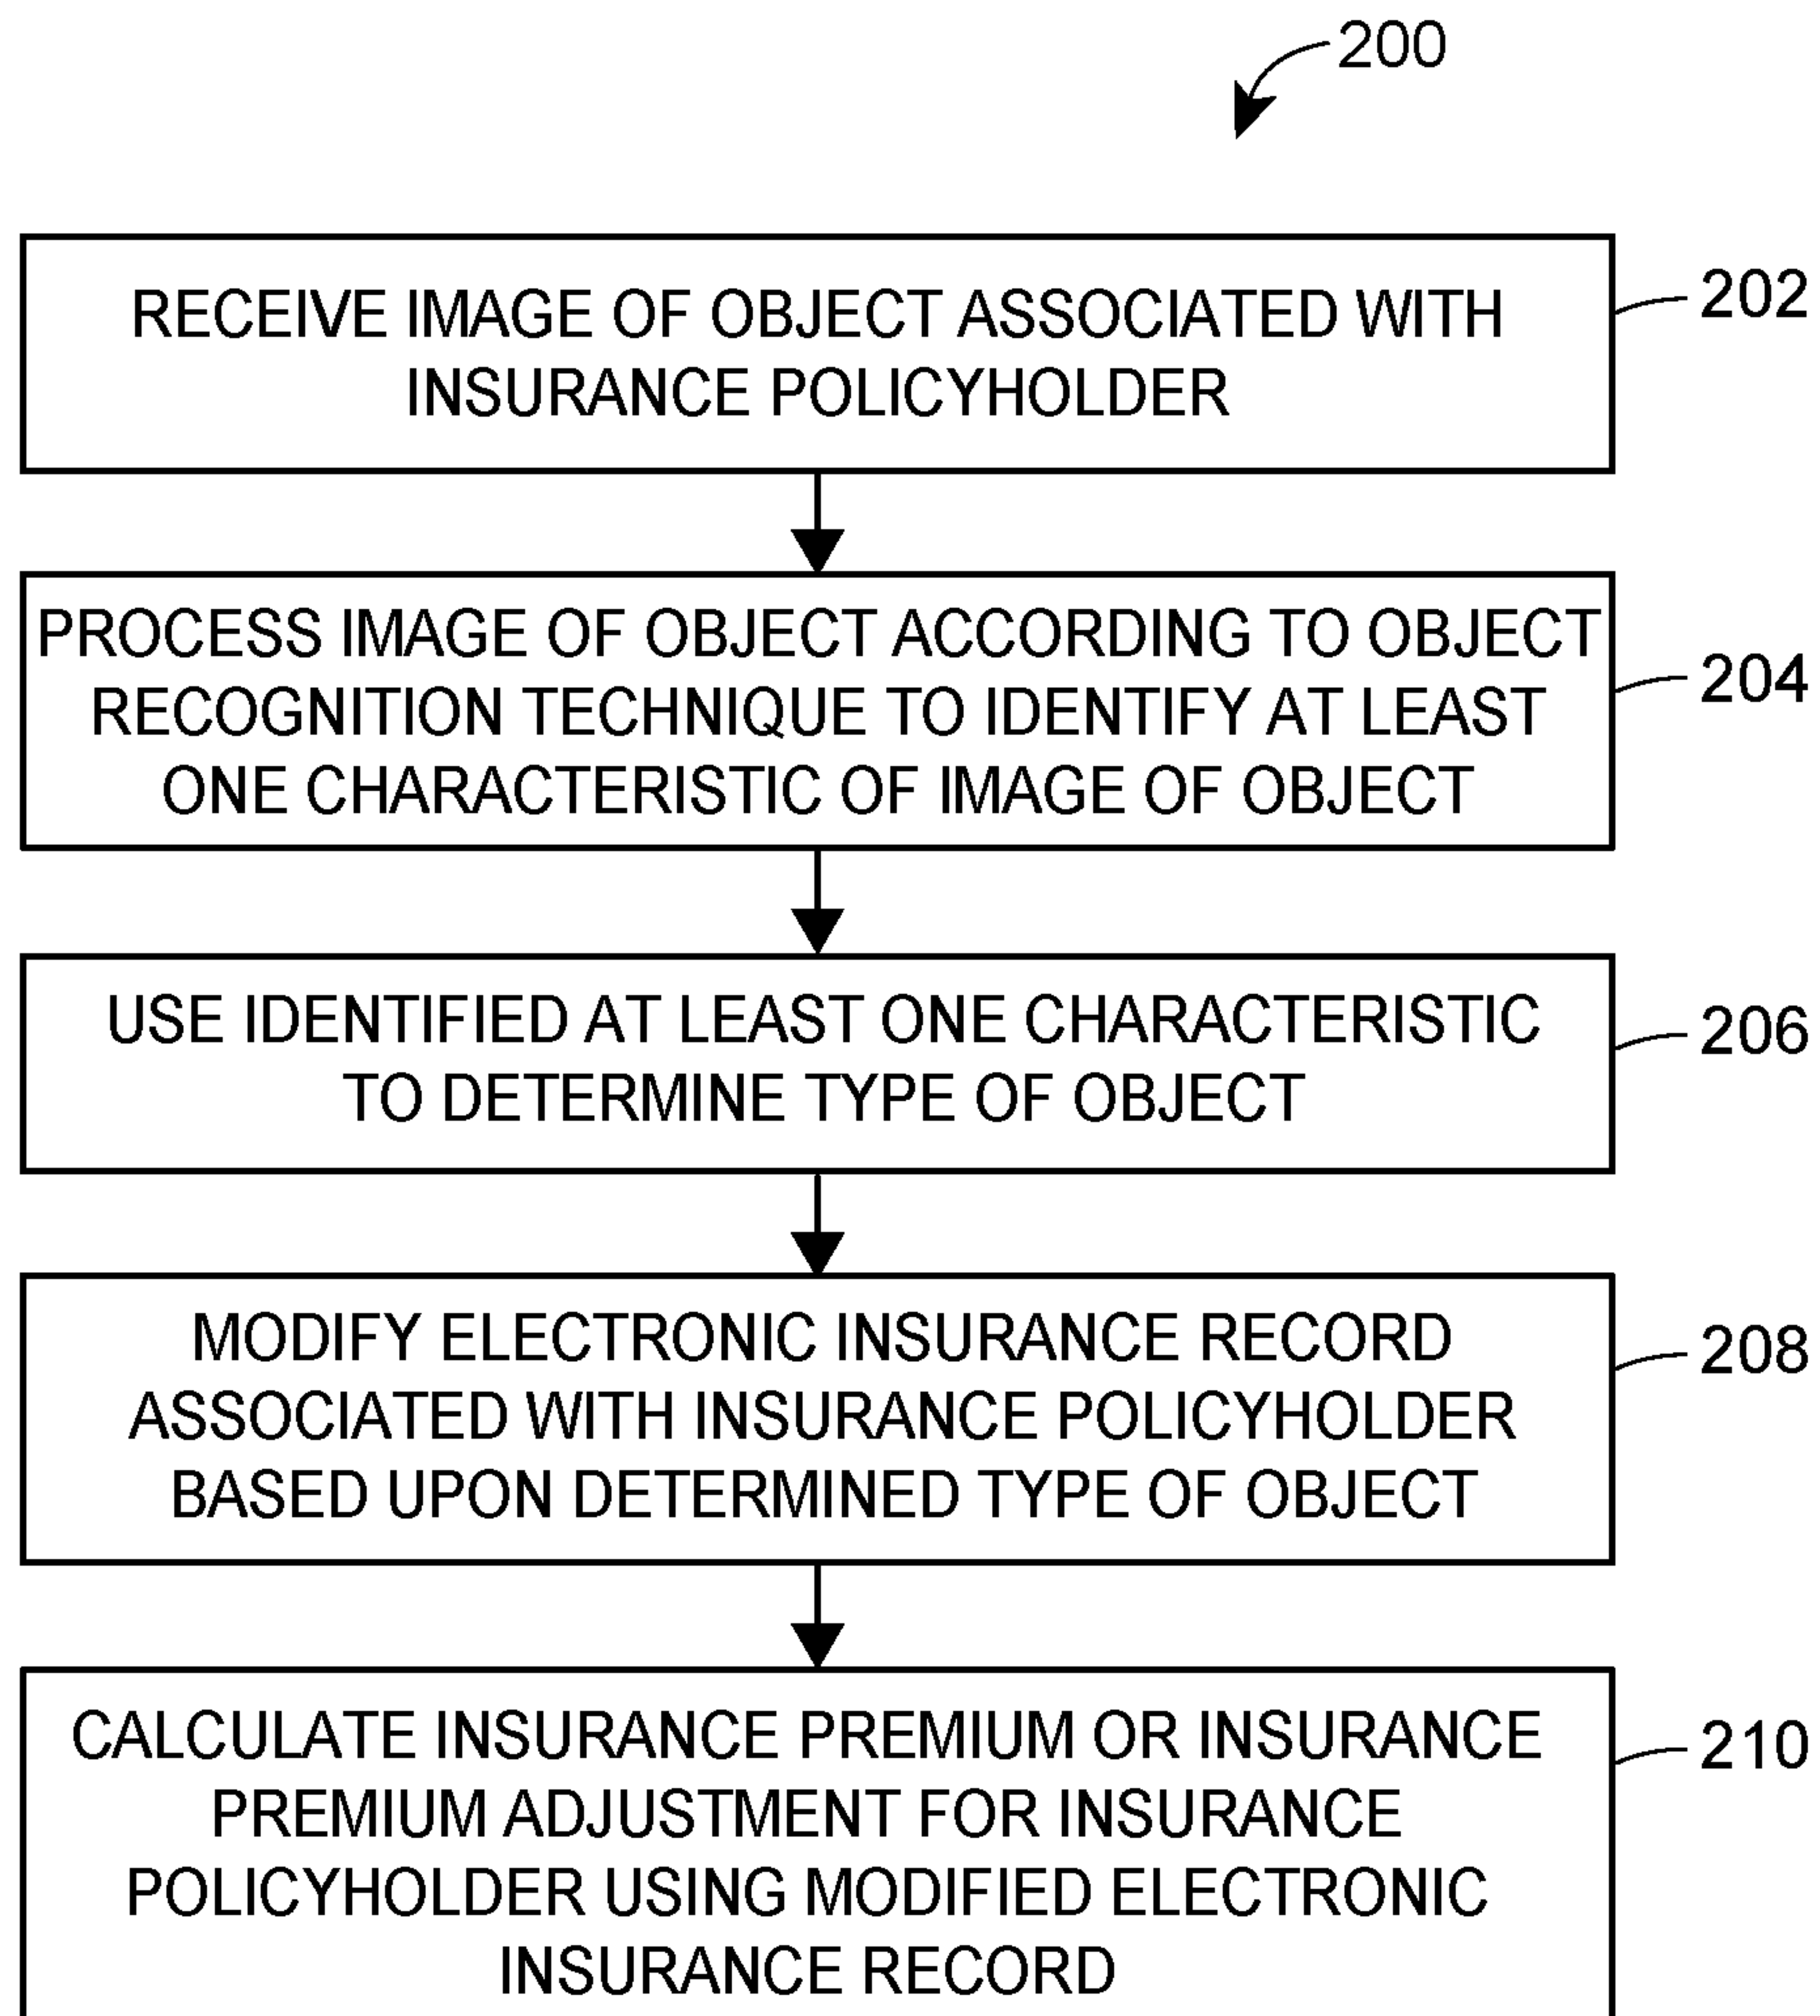 200
RECEIVE IMAGE OF OBJECT ASSOCIATED WITH
INSURANCE POLICYHOLDER
202
PROCESS IMAGE OF OBJECT ACCORDING TO OBJECT
RECOGNITION TECHNIQUE TO IDENTIFY AT LEAST
ONE CHARACTERISTIC OF IMAGE OF OBJECT
204
USE IDENTIFIED AT LEAST ONE CHARACTERISTIC
TO DETERMINE TYPE OF OBJECT
206
MODIFY ELECTRONIC INSURANCE RECORD
ASSOCIATED WITH INSURANCE POLICYHOLDER
BASED UPON DETERMINED TYPE OF OBJECT
208
CALCULATE INSURANCE PREMIUM OR INSURANCE
PREMIUM ADJUSTMENT FOR INSURANCE
POLICYHOLDER USING MODIFIED ELECTRONIC
INSURANCE RECORD
210